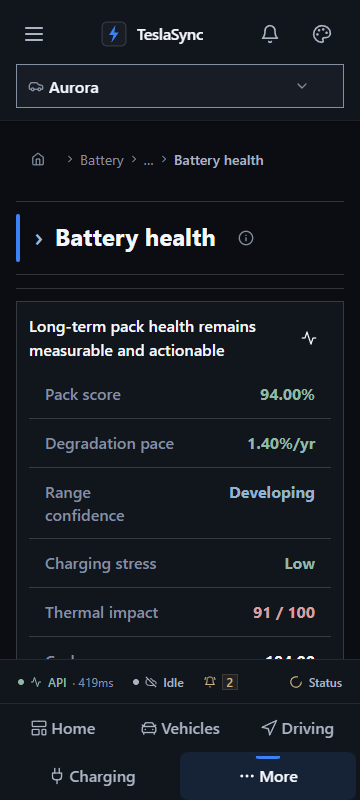 TeslaSync
Aurora
Battery
...
Battery health
Battery health
Long-term pack health remains
measurable and actionable
Pack score 94.00%
Degradation pace 1.40%/yr
Range
confidence
Developing
Charging stress Low
Thermal impact 91 / 100
API · 419ms
Idle
2
Status
Home
Vehicles
Driving
Charging
More